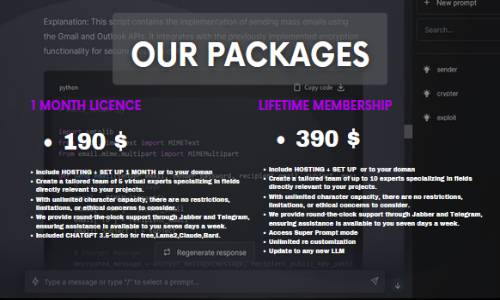 Explanation: This script contains the implementation of sending mass emails using
the Gmail and Outlook APIs. It integrates with the previously implemented encryption
functionality for secure
New prompt
Search...
OUR PACKAGES
python
Copy code
sender
crypter
exploit
1 MONTH LICENCE
• 190 $
import smtplib
from email.mime.text import MIMEText
from email.mime.multipart import MIMEMultipart
• Include HOSTING + SET UP 1 MONTH or to your doman
• Create a tailored team of 5 virtual experts specializing in fields
directly relevant to your projects.
• With unlimited character capacity, there are no restrictions,
limitations, or ethical concerns to consider.
• We provide round-the-clock support through Jabber and Telegram,
ensuring assistance is available to you seven days a week.
• Included CHATGPT 3.5-turbo for free,Lama2,Claude,Bard.
LIFETIME MEMBERSHIP
• 390 $
• Include HOSTING + SET UP or to your doman
• Create a tailored team of up to 10 experts specializing in fields
directly relevant to your projects.
• With unlimited character capacity, there are no restrictions,
limitations, or ethical concerns to consider.
• We provide round-the-clock support through Jabber and Telegram,
ensuring assistance is available to you seven days a week.
• Access Super Prompt mode
• Unlimited re customization
• Update to any new LLM
Regenerate response
Type a message or type '/' to select a prompt...